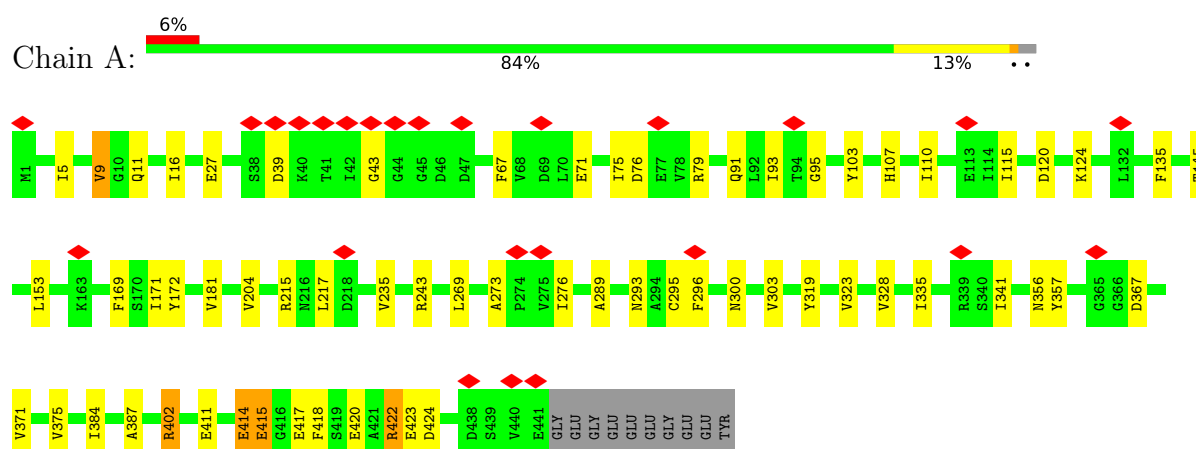 6%
Chain A:
84% 13% • •
M1 I5 V9 G10 Q11 I16 E27 S38 D39 K40 T41 I42 G43 G44 G45 D46 D47 F67 V68 D69 L70 E71 I75 D76 E77 V78 R79 Q91 L92 I93 T94 G95 Y103 H107 I110 E113 I114 I115 D120 K124 L132 F135
L153 K163 F169 S170 I171 Y172 V181 V204 R215 N216 L217 D218 V235 R243 L269 A273 P274 V275 I276 A289 N293 A294 C295 F296 N300 V303 Y319 V323 V328 I335 R339 S340 I341 N356 Y357 G365 G366 D367
V371 V375 I384 A387 R402 E411 E414 E415 G416 E417 F418 S419 E420 A421 R422 E423 D424 D438 S439 V440 E441 GLY GLU GLY GLU GLU GLU GLY GLU GLU TYR